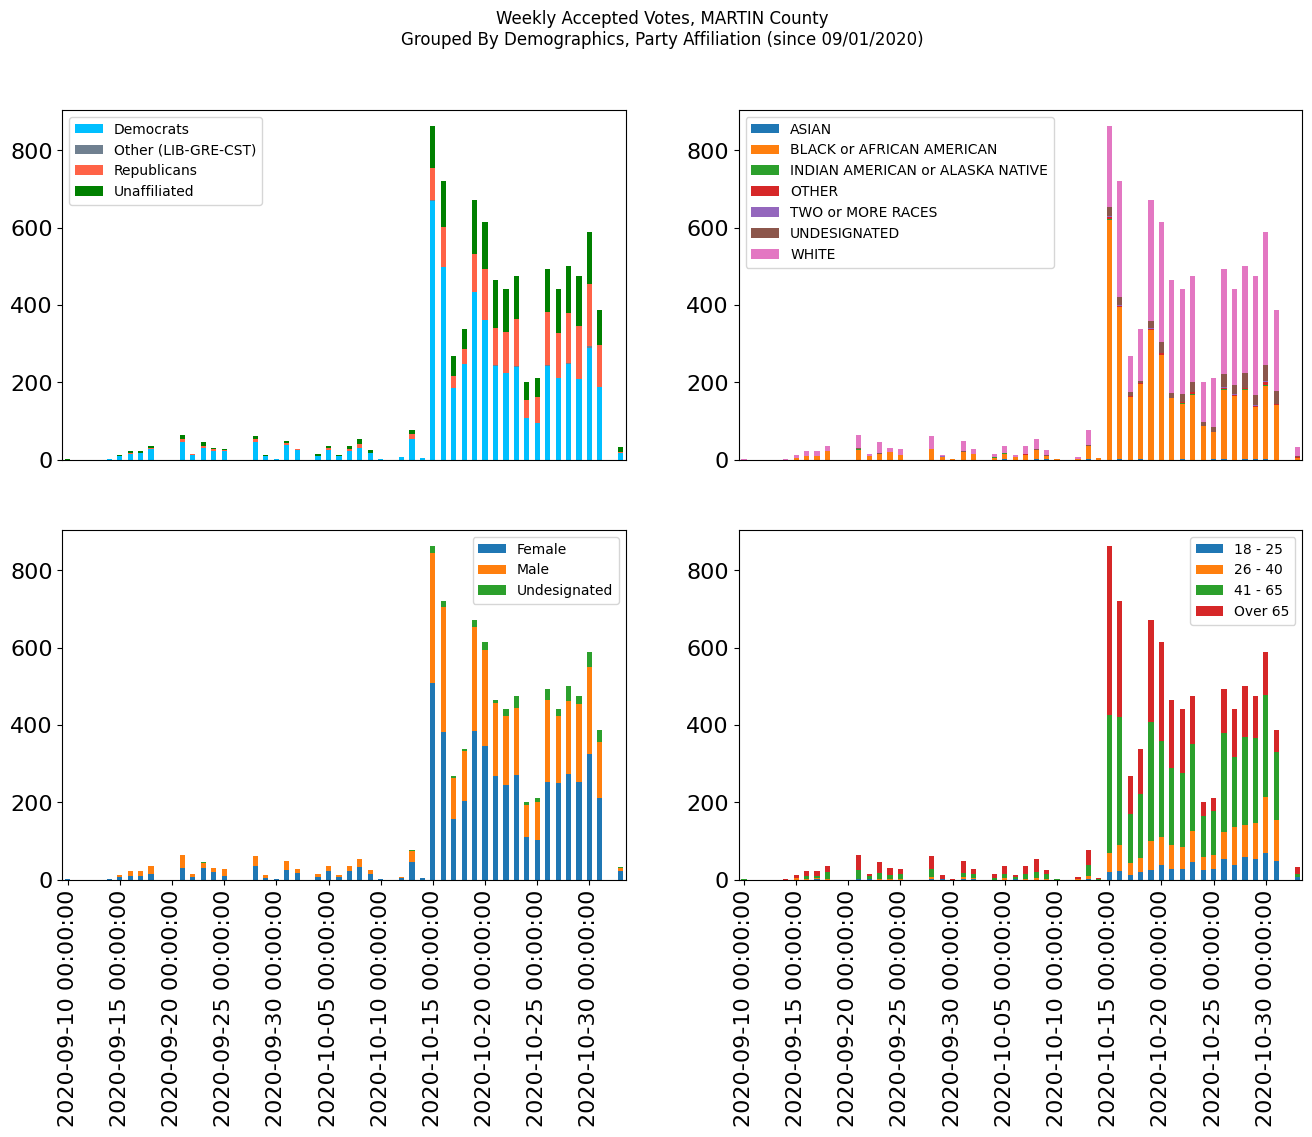 Weekly Accepted Votes, MARTIN County
Grouped By Demographics, Party Affiliation (since 09/01/2020)
800
600
400
200
0
Democrats
Other (LIB-GRE-CST)
Republicans
Unaffiliated
800
600
400
200
0
ASIAN
BLACK or AFRICAN AMERICAN
INDIAN AMERICAN or ALASKA NATIVE
OTHER
TWO or MORE RACES
UNDESIGNATED
WHITE
800
600
400
200
0
Female
Male
Undesignated
2020-09-10 00:00:00
2020-09-15 00:00:00
2020-09-20 00:00:00
2020-09-25 00:00:00
2020-09-30 00:00:00
2020-10-05 00:00:00
2020-10-10 00:00:00
2020-10-15 00:00:00
2020-10-20 00:00:00
2020-10-25 00:00:00
2020-10-30 00:00:00
800
600
400
200
0
18 - 25
26 - 40
41 - 65
Over 65
2020-09-10 00:00:00
2020-09-15 00:00:00
2020-09-20 00:00:00
2020-09-25 00:00:00
2020-09-30 00:00:00
2020-10-05 00:00:00
2020-10-10 00:00:00
2020-10-15 00:00:00
2020-10-20 00:00:00
2020-10-25 00:00:00
2020-10-30 00:00:00